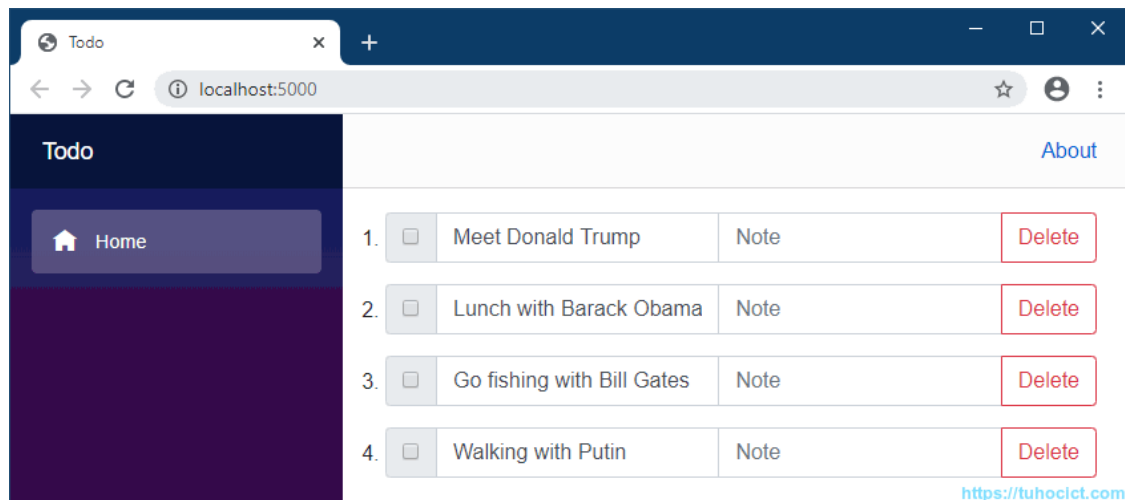 Todo
localhost:5000
Todo
About
Home
1. Meet Donald Trump Note Delete
2. Lunch with Barack Obama Note Delete
3. Go fishing with Bill Gates Note Delete
4. Walking with Putin Note Delete
https://tuhocict.com